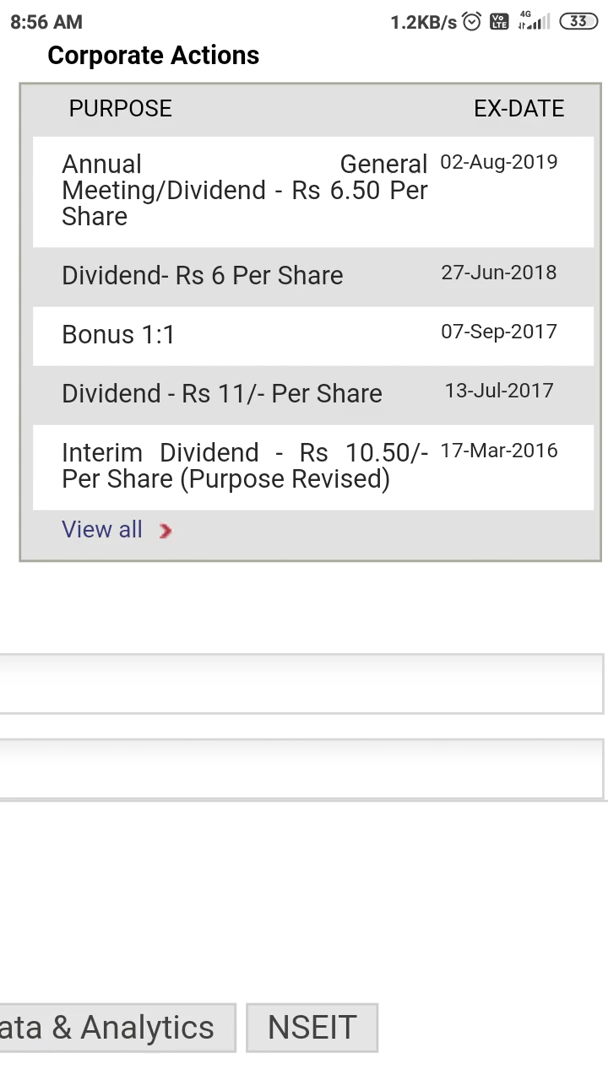 8:56 AM 1.2KB/s Vo LTE 4G 33
Corporate Actions
PURPOSE EX-DATE
Annual General 02-Aug-2019
Meeting/Dividend - Rs 6.50 Per
Share
Dividend- Rs 6 Per Share 27-Jun-2018
Bonus 1:1 07-Sep-2017
Dividend - Rs 11/- Per Share 13-Jul-2017
Interim Dividend - Rs 10.50/- 17-Mar-2016
Per Share (Purpose Revised)
View all
ata & Analytics NSEIT